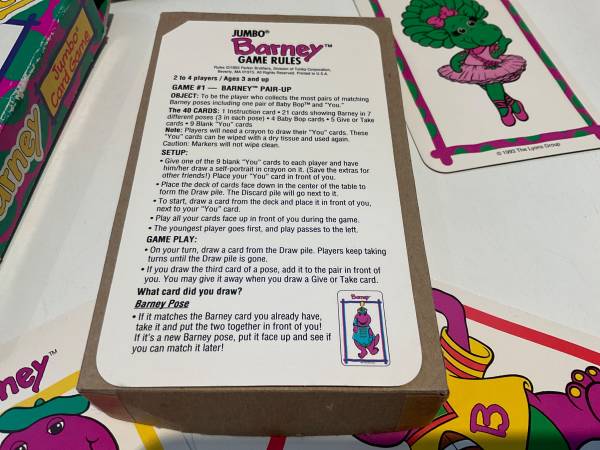 JUMBO®
Barney™
GAME RULES
Rules ©1993 Parker Brothers, Division of Tonka Corporation,
Beverly, MA 01915. All Rights Reserved. Printed in U.S.A.
2 to 4 players / Ages 3 and up
GAME #1 — BARNEY™ PAIR-UP
OBJECT: To be the player who collects the most pairs of matching
Barney poses including one pair of Baby Bop™ and "You."
The 40 CARDS: 1 Instruction card • 21 cards showing Barney in 7
different poses (3 in each pose) • 4 Baby Bop cards • 5 Give or Take
cards • 9 Blank "You" cards
Note: Players will need a crayon to draw their "You" cards. These
"You" cards can be wiped with a dry tissue and used again.
Caution: Markers will not wipe clean.
SETUP:
• Give one of the 9 blank "You" cards to each player and have
him/her draw a self-portrait in crayon on it. (Save the extras for
other friends!) Place your "You" card in front of you.
• Place the deck of cards face down in the center of the table to
form the Draw pile. The Discard pile will go next to it.
• To start, draw a card from the deck and place it in front of you,
next to your "You" card.
• Play all your cards face up in front of you during the game.
• The youngest player goes first, and play passes to the left.
GAME PLAY:
• On your turn, draw a card from the Draw pile. Players keep taking
turns until the Draw pile is gone.
• If you draw the third card of a pose, add it to the pair in front of
you. You may give it away when you draw a Give or Take card.
What card did you draw?
Barney Pose
• If it matches the Barney card you already have,
take it and put the two together in front of you!
If it's a new Barney pose, put it face up and see if
you can match it later!
Barney
Jumbo
Card Game
arney
© 1993 The Lyons Group
ney™
B